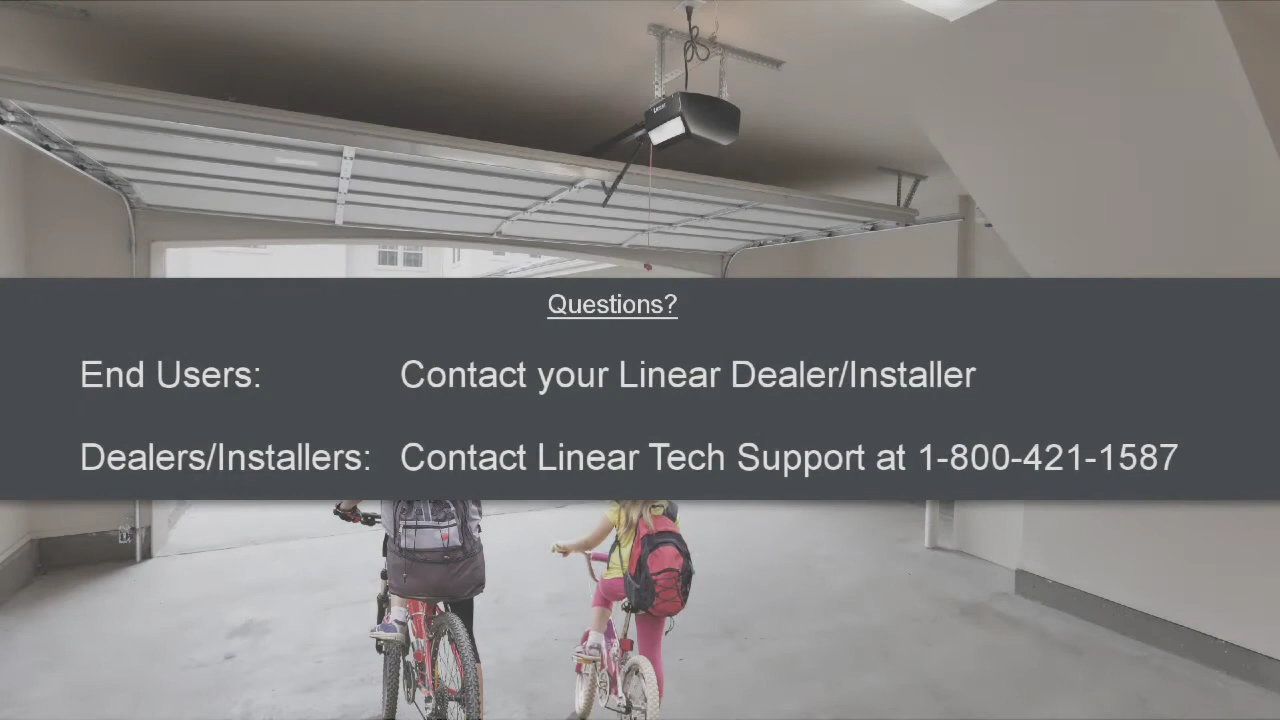 Linear
Questions?
End Users: Contact your Linear Dealer/Installer
Dealers/Installers: Contact Linear Tech Support at 1-800-421-1587